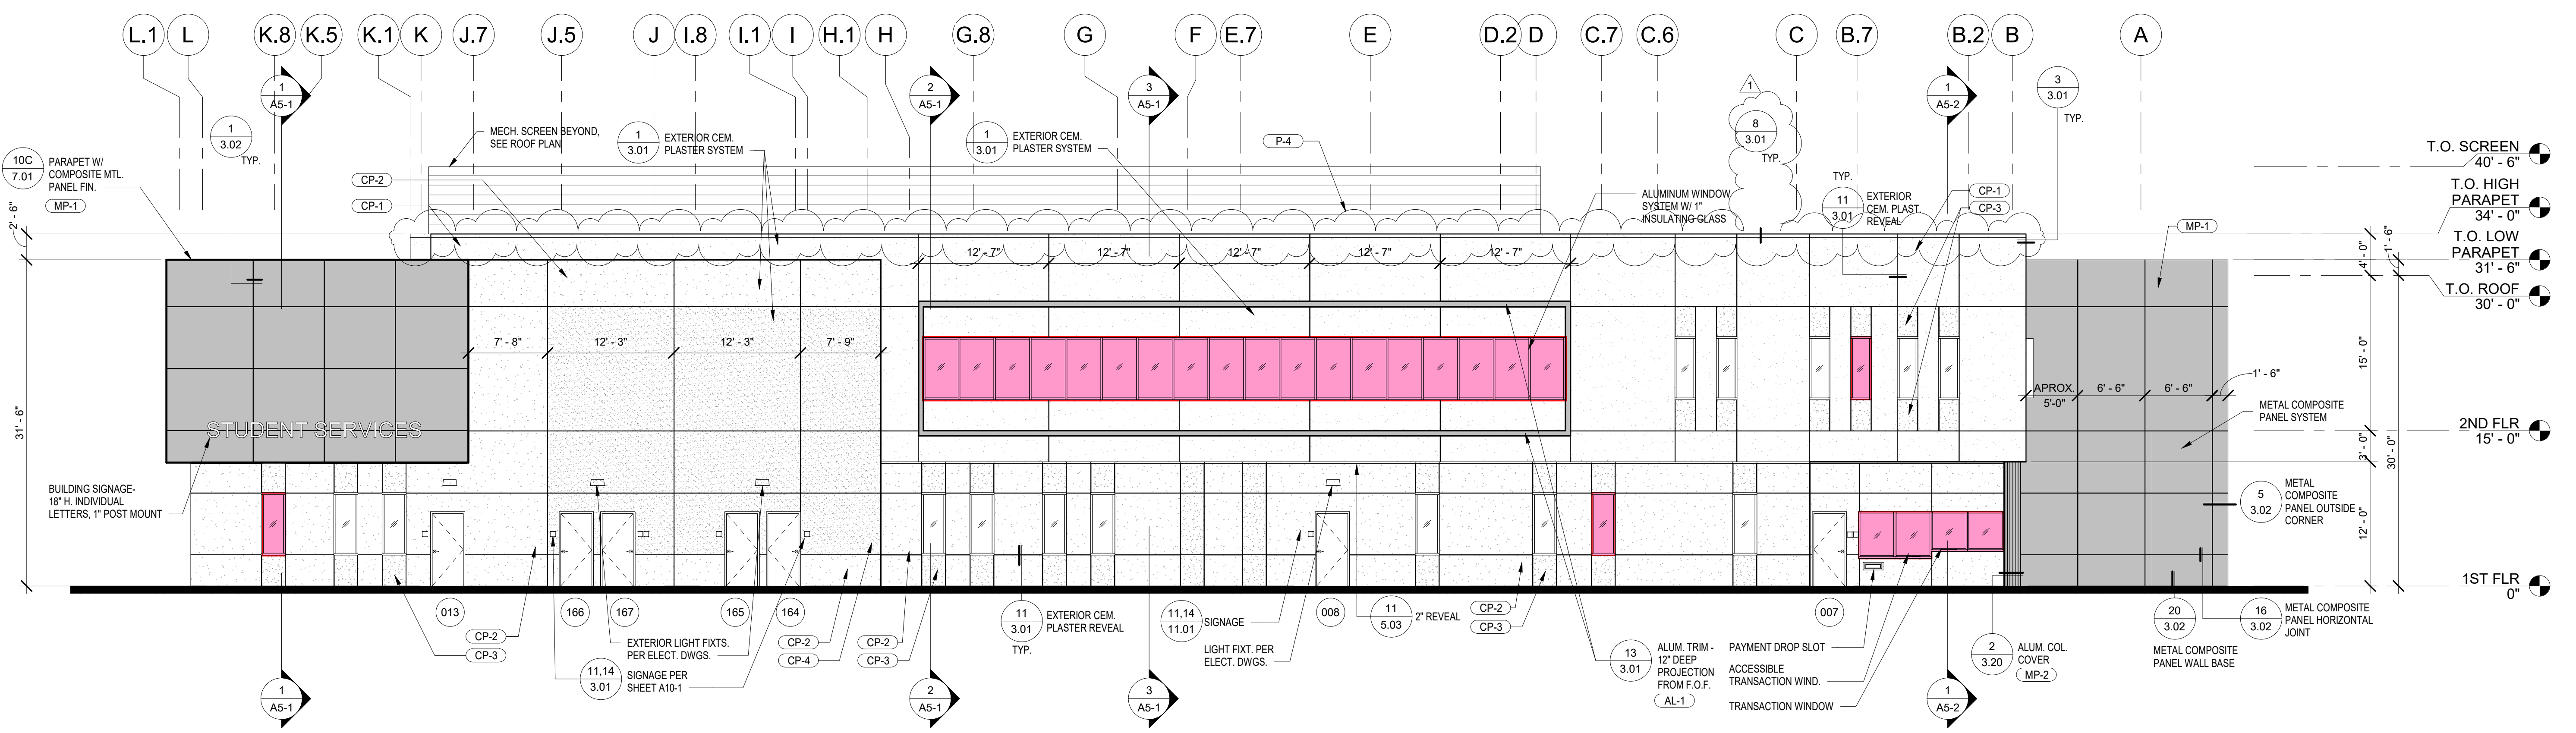 L.1
L
K.8
K.5
K.1
K
J.7
J.5
J
I.8
I.1
I
H.1
H
G.8
G
F
E.7
E
D.2
D
C.7
C.6
C
B.7
B.2
B
A
1
A5-1
2
A5-1
3
A5-1
1
A5-2
3
3.01
TYP.
1
8
3.01
TYP.
1
3.02
TYP.
10C
7.01
PARAPET W/
COMPOSITE MTL.
PANEL FIN.
MP-1
MECH. SCREEN BEYOND,
SEE ROOF PLAN
1
3.01
EXTERIOR CEM.
PLASTER SYSTEM
1
3.01
EXTERIOR CEM.
PLASTER SYSTEM
P-4
CP-2
CP-1
ALUMINUM WINDOW
SYSTEM W/ 1"
INSULATING GLASS
TYP.
11
3.01
EXTERIOR
CEM. PLAST.
REVEAL
CP-1
CP-3
MP-1
T.O. SCREEN
40' - 6"
T.O. HIGH
PARAPET
34' - 0"
T.O. LOW
PARAPET
31' - 6"
T.O. ROOF
30' - 0"
2ND FLR
15' - 0"
1ST FLR
0"
2' - 6"
31' - 6"
12' - 7"
12' - 7"
12' - 7"
12' - 7"
12' - 7"
7' - 8"
12' - 3"
12' - 3"
7' - 9"
4' - 0"
1' - 6"
15' - 0"
3' - 0"
30' - 0"
12' - 0"
APROX.
5'-0"
6' - 6"
6' - 6"
1' - 6"
METAL COMPOSITE
PANEL SYSTEM
STUDENT SERVICES
BUILDING SIGNAGE-
18" H. INDIVIDUAL
LETTERS, 1" POST MOUNT
5
3.02
METAL
COMPOSITE
PANEL OUTSIDE
CORNER
013
166
167
165
164
008
007
CP-2
CP-3
EXTERIOR LIGHT FIXTS.
PER ELECT. DWGS.
11,14
3.01
SIGNAGE PER
SHEET A10-1
CP-2
CP-4
CP-2
CP-3
11
3.01
TYP.
EXTERIOR CEM.
PLASTER REVEAL
11,14
11.01
SIGNAGE
LIGHT FIXT. PER
ELECT. DWGS.
11
5.03
2" REVEAL
CP-2
CP-3
13
3.01
ALUM. TRIM -
12" DEEP
PROJECTION
FROM F.O.F.
AL-1
PAYMENT DROP SLOT
ACCESSIBLE
TRANSACTION WIND.
TRANSACTION WINDOW
2
3.20
ALUM. COL.
COVER
MP-2
20
3.02
METAL COMPOSITE
PANEL WALL BASE
16
3.02
METAL COMPOSITE
PANEL HORIZONTAL
JOINT
1
A5-1
2
A5-1
3
A5-1
1
A5-2